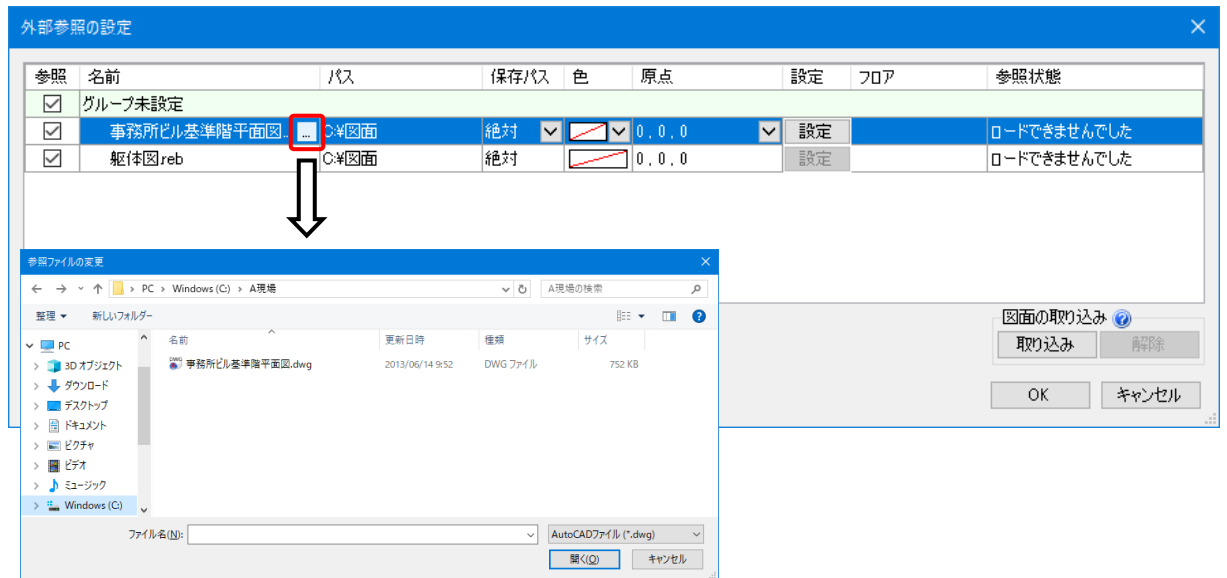 外部参照の設定
参照 名前 パス 保存パス 色 原点 設定 フロア 参照状態
グループ未設定
事務所ビル基準階平面図... ... C:¥図面 絶対 0,0,0 設定 ロードできませんでした
躯体図.reb C:¥図面 絶対 0,0,0 設定 ロードできませんでした
参照ファイルの変更
PC › Windows (C:) › A現場 A現場の検索
整理 新しいフォルダー
名前 更新日時 種類 サイズ
PC
3D オブジェクト
ダウンロード
デスクトップ
ドキュメント
ピクチャ
ビデオ
ミュージック
Windows (C:)
DWG 事務所ビル基準階平面図.dwg 2013/06/14 9:52 DWG ファイル 752 KB
ファイル名(N): AutoCADファイル (*.dwg)
開く(O) キャンセル
図面の取り込み ?
取り込み 解除
OK キャンセル